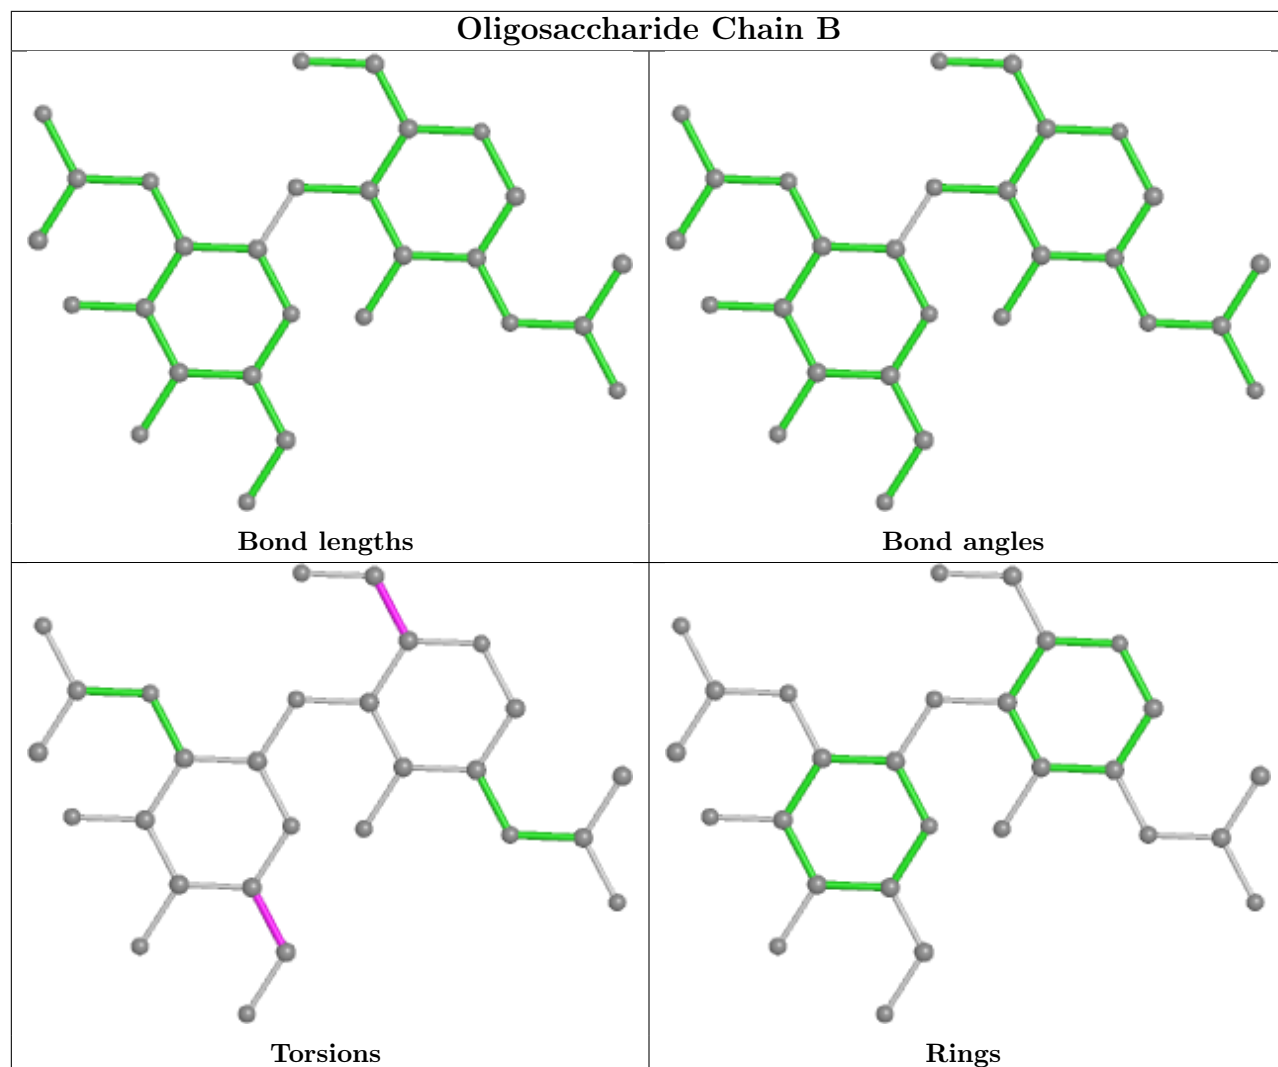 Oligosaccharide Chain B
Bond lengths
Bond angles
Torsions
Rings